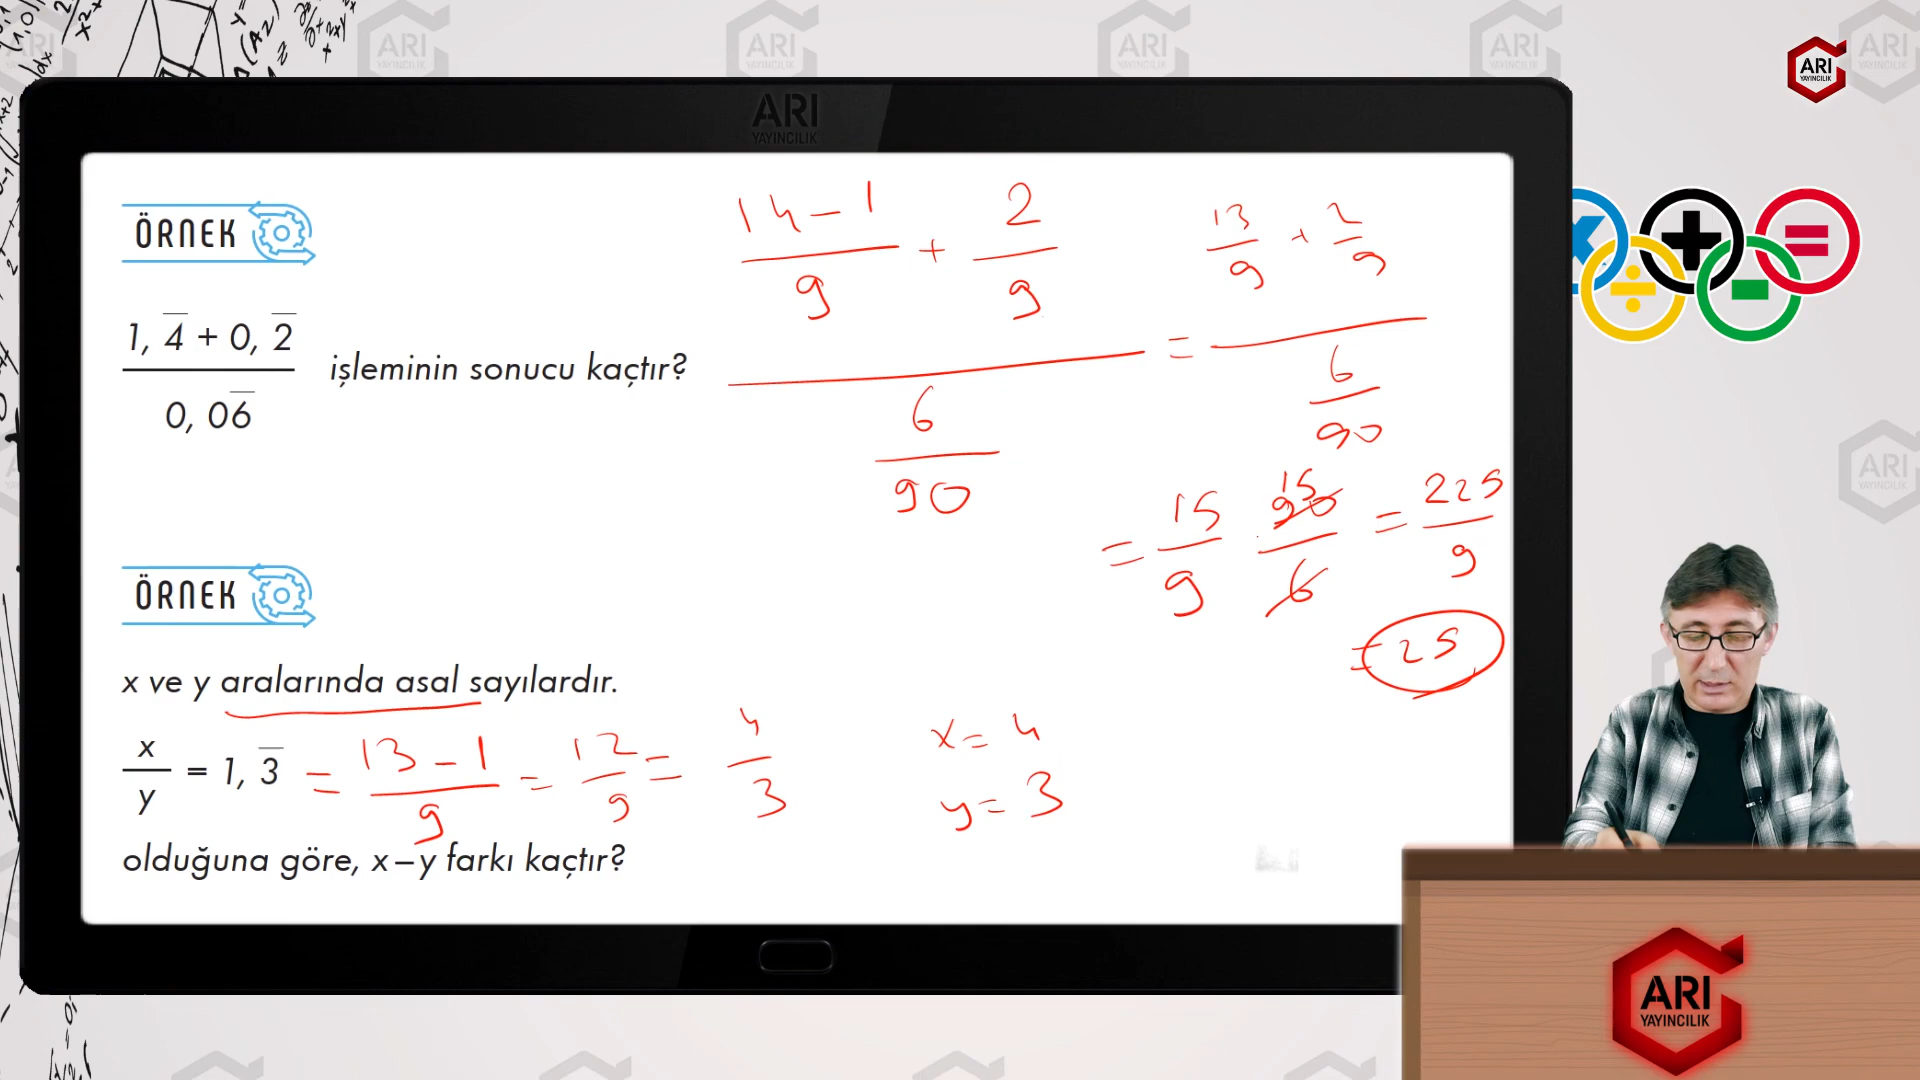 ARI
YAYINCILIK
ARI
YAYINCILIK
ÖRNEK
1, 4̅ + 0, 2̅
0, 06̅
işleminin sonucu kaçtır?
14 - 1 / 9 + 2 / 9
6 / 90
= 13 / 9 + 2 / 9
6 / 90
= 15 / 9 · 90 / 6 = 225 / 9
15
= 25
ÖRNEK
x ve y aralarında asal sayılardır.
x / y = 1, 3̅ = 13 - 1 / 9 = 12 / 9 = 4 / 3
x = 4
y = 3
olduğuna göre, x – y farkı kaçtır?
ARI
YAYINCILIK